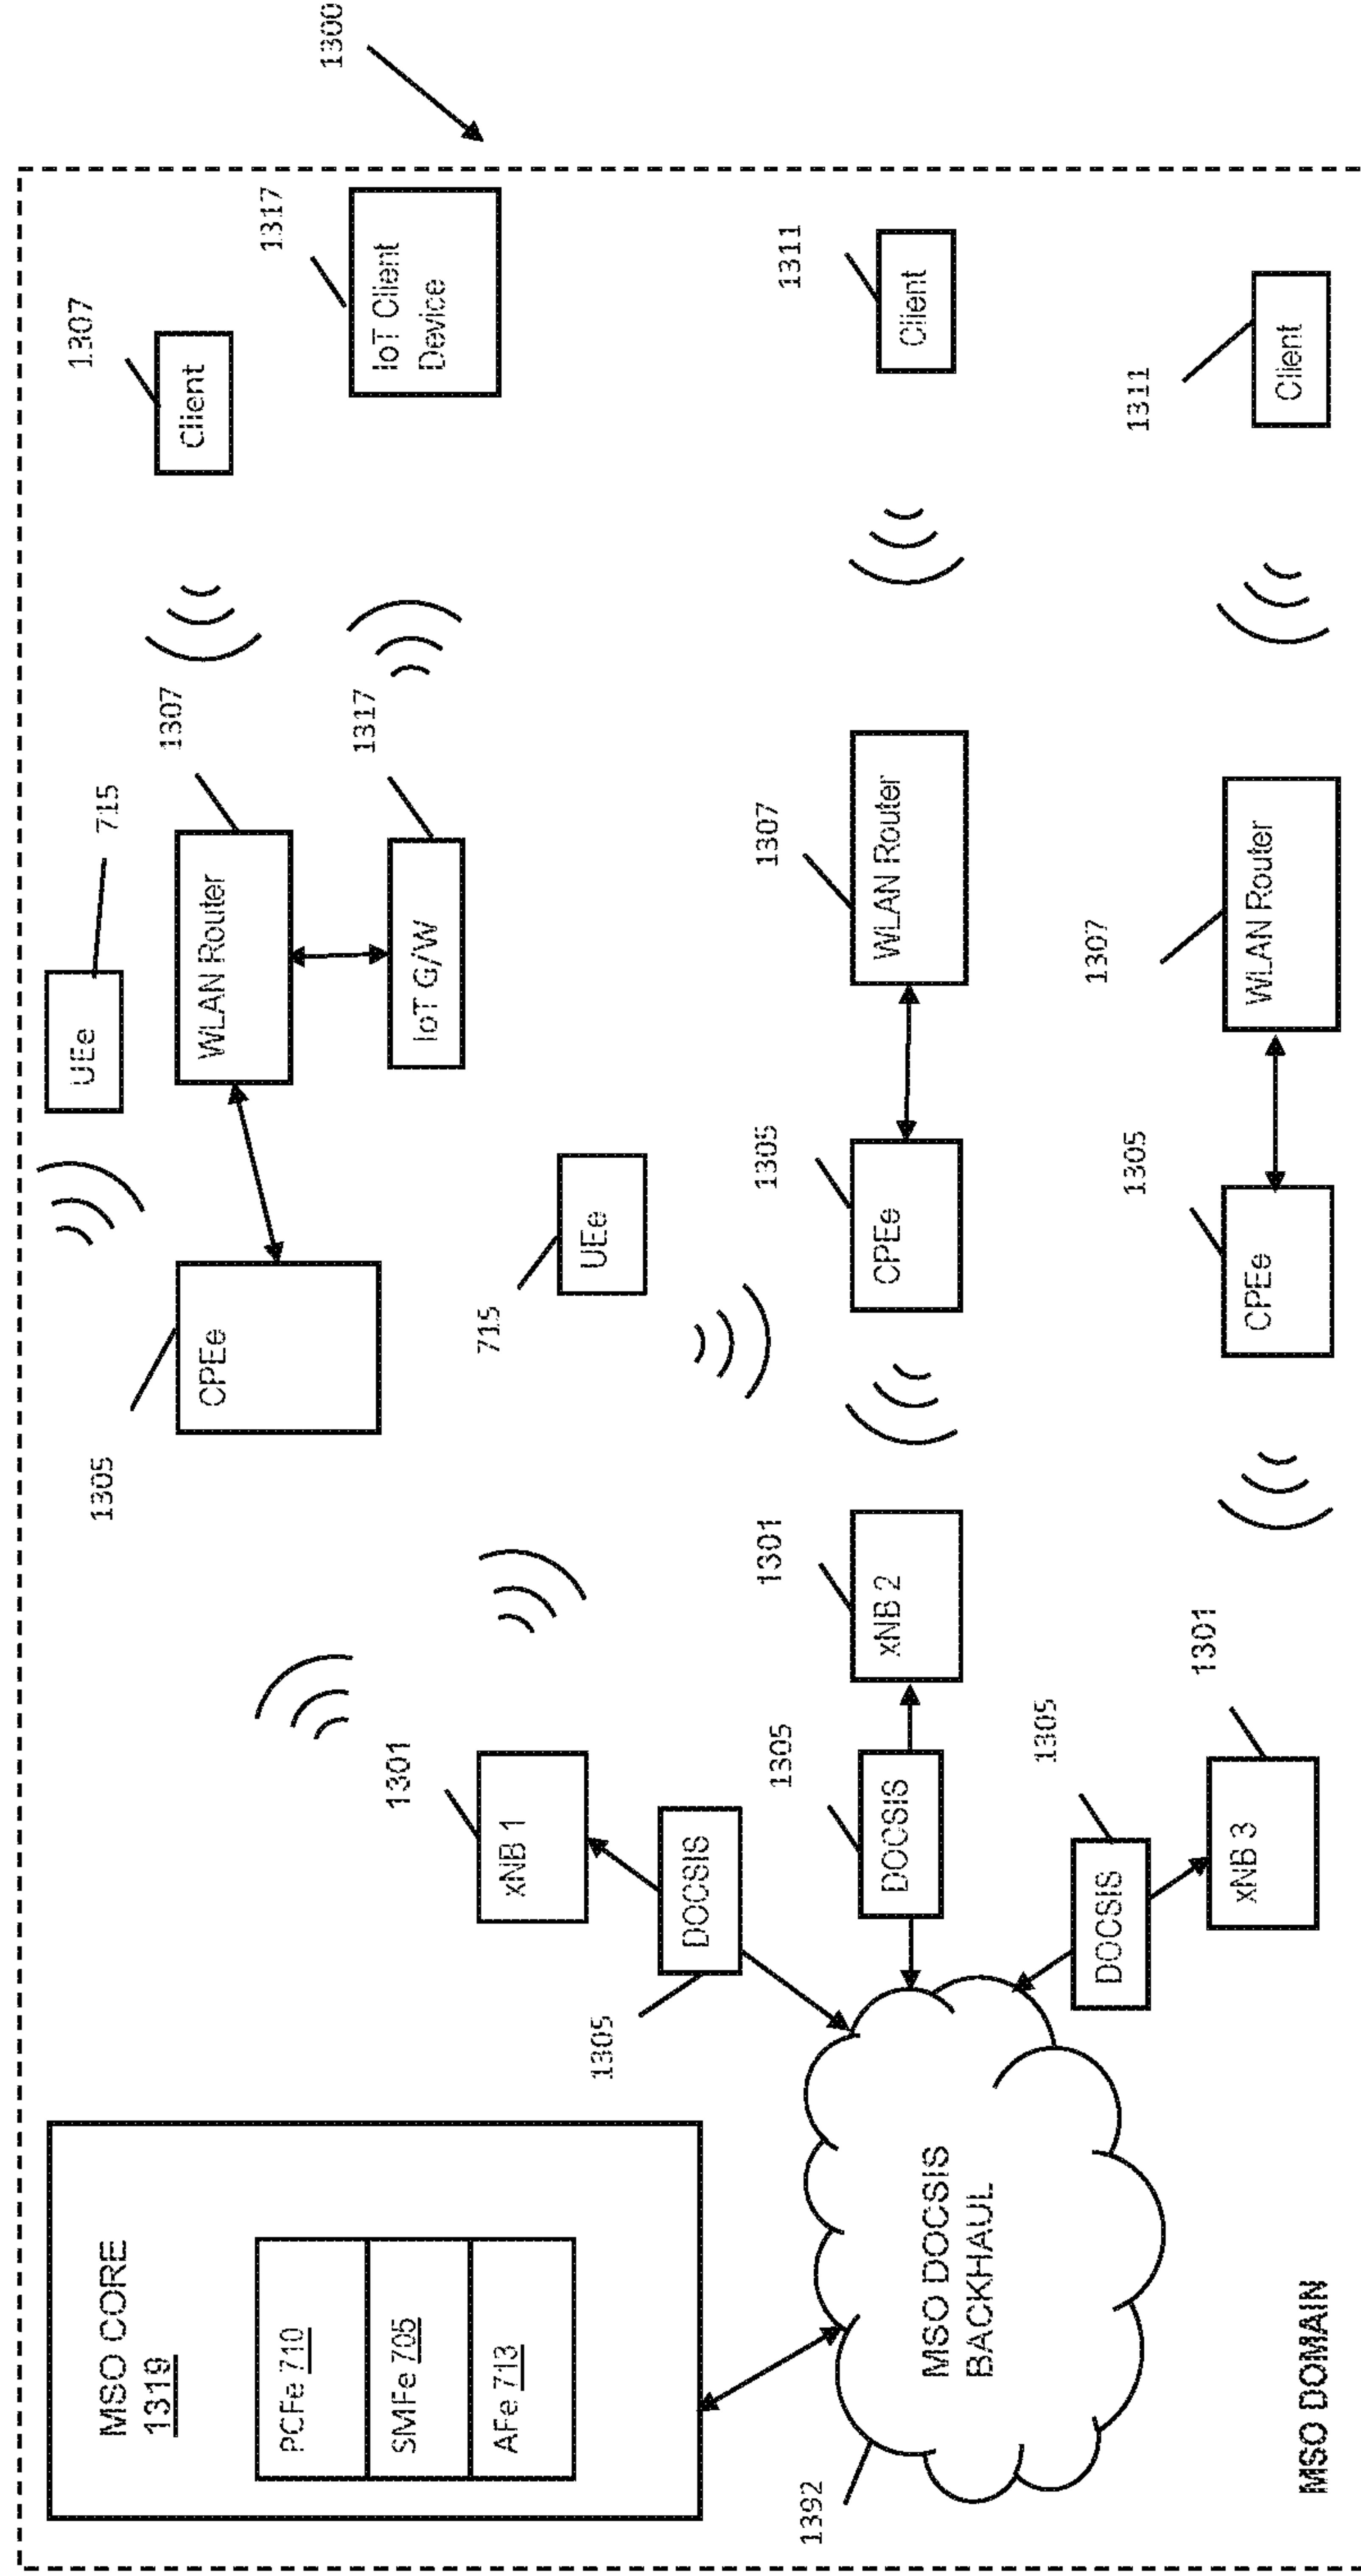 1300
MSO CORE
1319
PCFe 710
SMFe 705
AFe 713
1305
CPEe
UEe
715
WLAN Router
1307
IoT G/W
1317
Client
1307
IoT Client
Device
1317
1301
xNB 1
DOCSIS
1305
715
UEe
1392
MSO DOCSIS
BACKHAUL
DOCSIS
1305
xNB 2
1301
CPEe
1305
WLAN Router
1307
Client
1311
DOCSIS
1305
xNB 3
1301
CPEe
1305
WLAN Router
1307
Client
1311
MSO DOMAIN